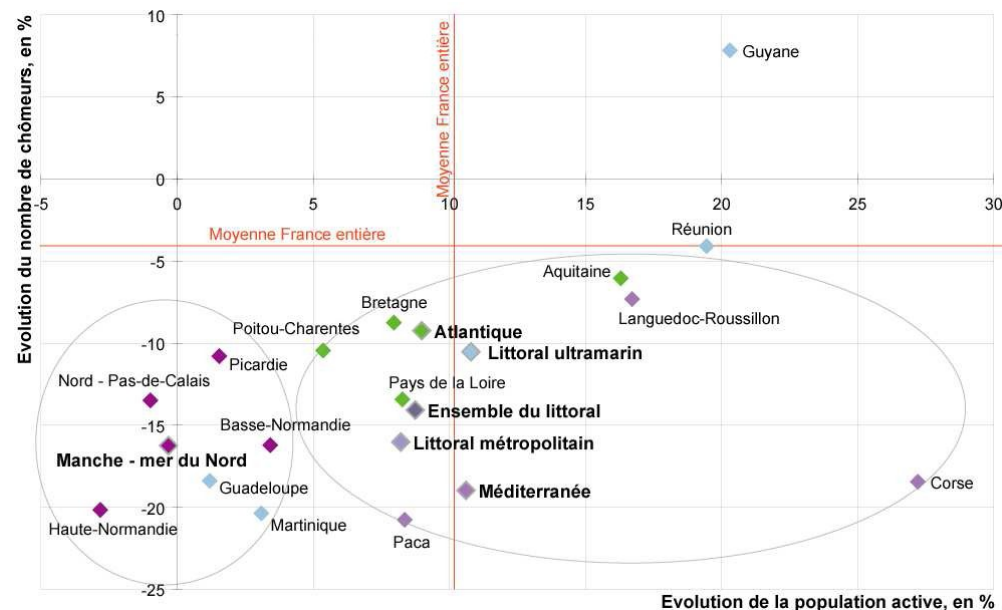 Evolution du nombre de chômeurs, en %
10
5
0
-5
0
5
10
15
20
25
30
-5
-10
-15
-20
-25
Moyenne France entière
Moyenne France entière
Guyane
Réunion
Aquitaine
Languedoc-Roussillon
Bretagne
Atlantique
Poitou-Charentes
Littoral ultramarin
Picardie
Nord - Pas-de-Calais
Pays de la Loire
Ensemble du littoral
Basse-Normandie
Littoral métropolitain
Manche - mer du Nord
Guadeloupe
Méditerranée
Corse
Haute-Normandie
Martinique
Paca
Evolution de la population active, en %